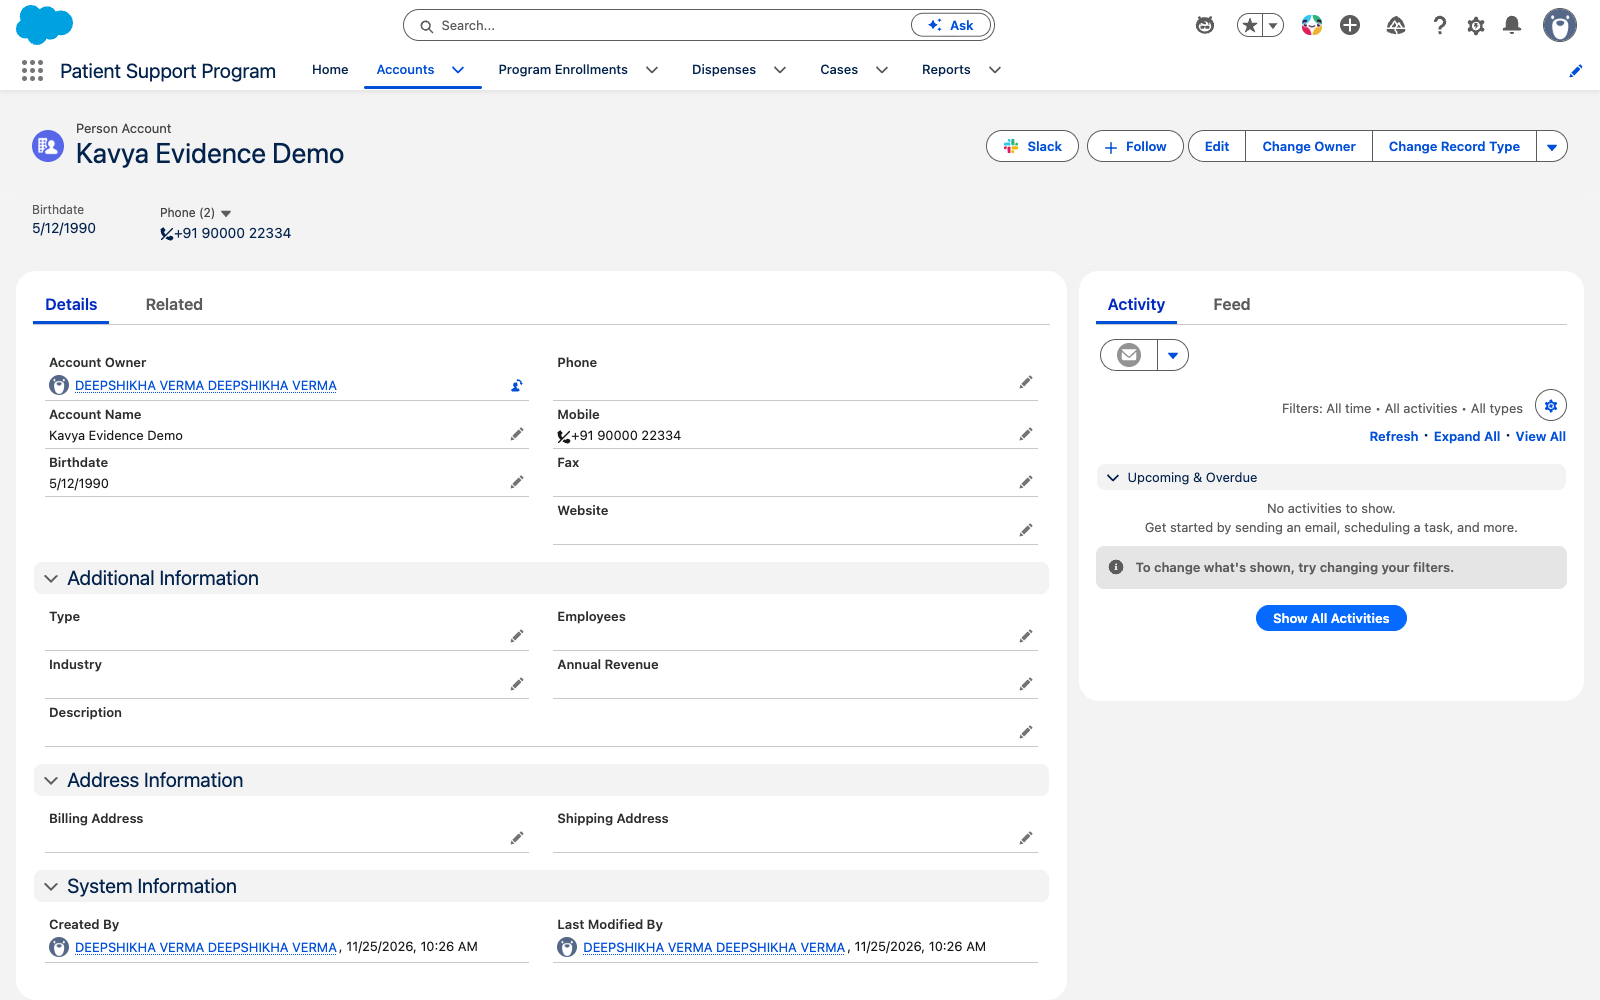 Search...
Ask
Patient Support Program
Home
Accounts
Program Enrollments
Dispenses
Cases
Reports
Person Account
Kavya Evidence Demo
Slack
Follow
Edit
Change Owner
Change Record Type
Birthdate
5/12/1990
Phone (2)
+91 90000 22334
Details
Related
Account Owner
DEEPSHIKHA VERMA DEEPSHIKHA VERMA
Phone
Account Name
Kavya Evidence Demo
Mobile
+91 90000 22334
Birthdate
5/12/1990
Fax
Website
Additional Information
Type
Employees
Industry
Annual Revenue
Description
Address Information
Billing Address
Shipping Address
System Information
Created By
DEEPSHIKHA VERMA DEEPSHIKHA VERMA, 11/25/2026, 10:26 AM
Last Modified By
DEEPSHIKHA VERMA DEEPSHIKHA VERMA, 11/25/2026, 10:26 AM
Activity
Feed
Filters: All time • All activities • All types
Refresh • Expand All • View All
Upcoming & Overdue
No activities to show.
Get started by sending an email, scheduling a task, and more.
To change what's shown, try changing your filters.
Show All Activities